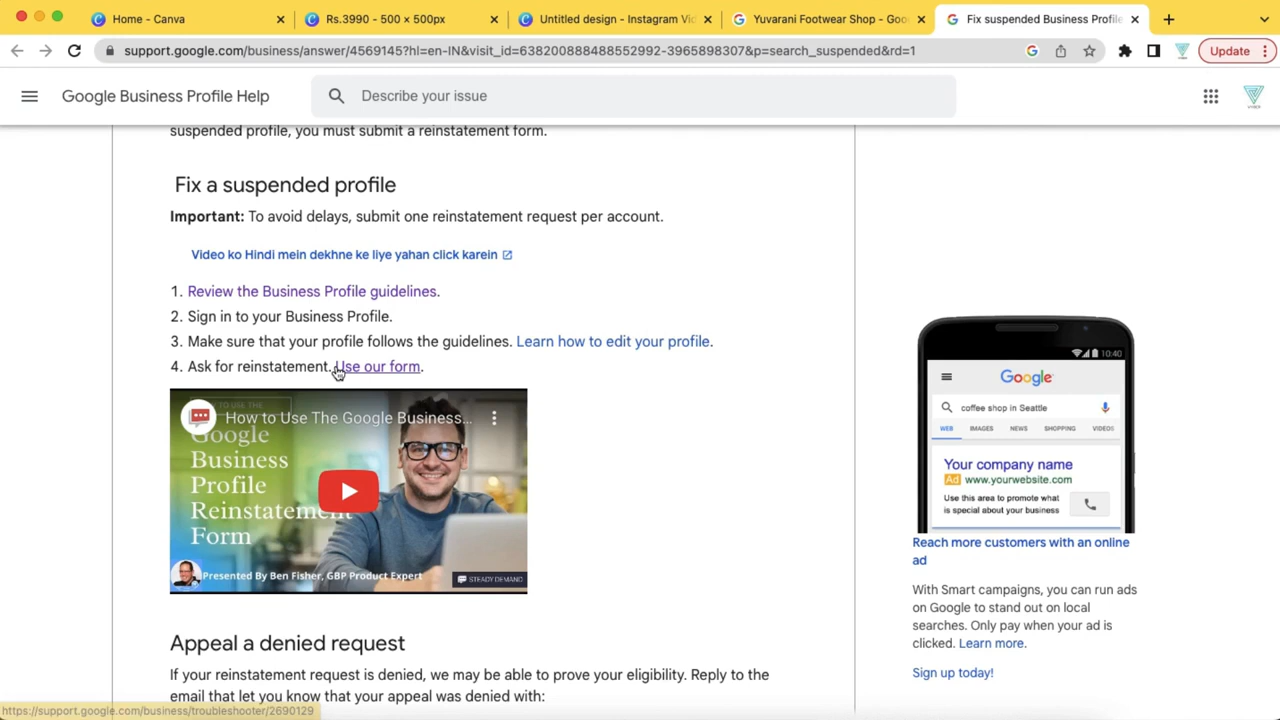 Home - Canva
Rs.3990 - 500 × 500px
Untitled design - Instagram Vid
Yuvarani Footwear Shop - Goo
Fix suspended Business Profile
support.google.com/business/answer/4569145?hl=en-IN&visit_id=638200888488552992-3965898307&p=search_suspended&rd=1
Update
Google Business Profile Help
Describe your issue
suspended profile, you must submit a reinstatement form.
Fix a suspended profile
Important: To avoid delays, submit one reinstatement request per account.
Video ko Hindi mein dekhne ke liye yahan click karein
1. Review the Business Profile guidelines.
2. Sign in to your Business Profile.
3. Make sure that your profile follows the guidelines. Learn how to edit your profile.
4. Ask for reinstatement. Use our form.
How to Use The Google Business...
Google
Business
Profile
Reinstatement
Form
Presented By Ben Fisher, GBP Product Expert
STEADY DEMAND
Appeal a denied request
If your reinstatement request is denied, we may be able to prove your eligibility. Reply to the
email that let you know that your appeal was denied with:
10:40
Google
coffee shop in Seattle
WEB IMAGES NEWS SHOPPING VIDEOS
Your company name
Ad www.yourwebsite.com
Use this area to promote what
is special about your business
Reach more customers with an online
ad
With Smart campaigns, you can run ads
on Google to stand out on local
searches. Only pay when your ad is
clicked. Learn more.
Sign up today!
https://support.google.com/business/troubleshooter/2690129